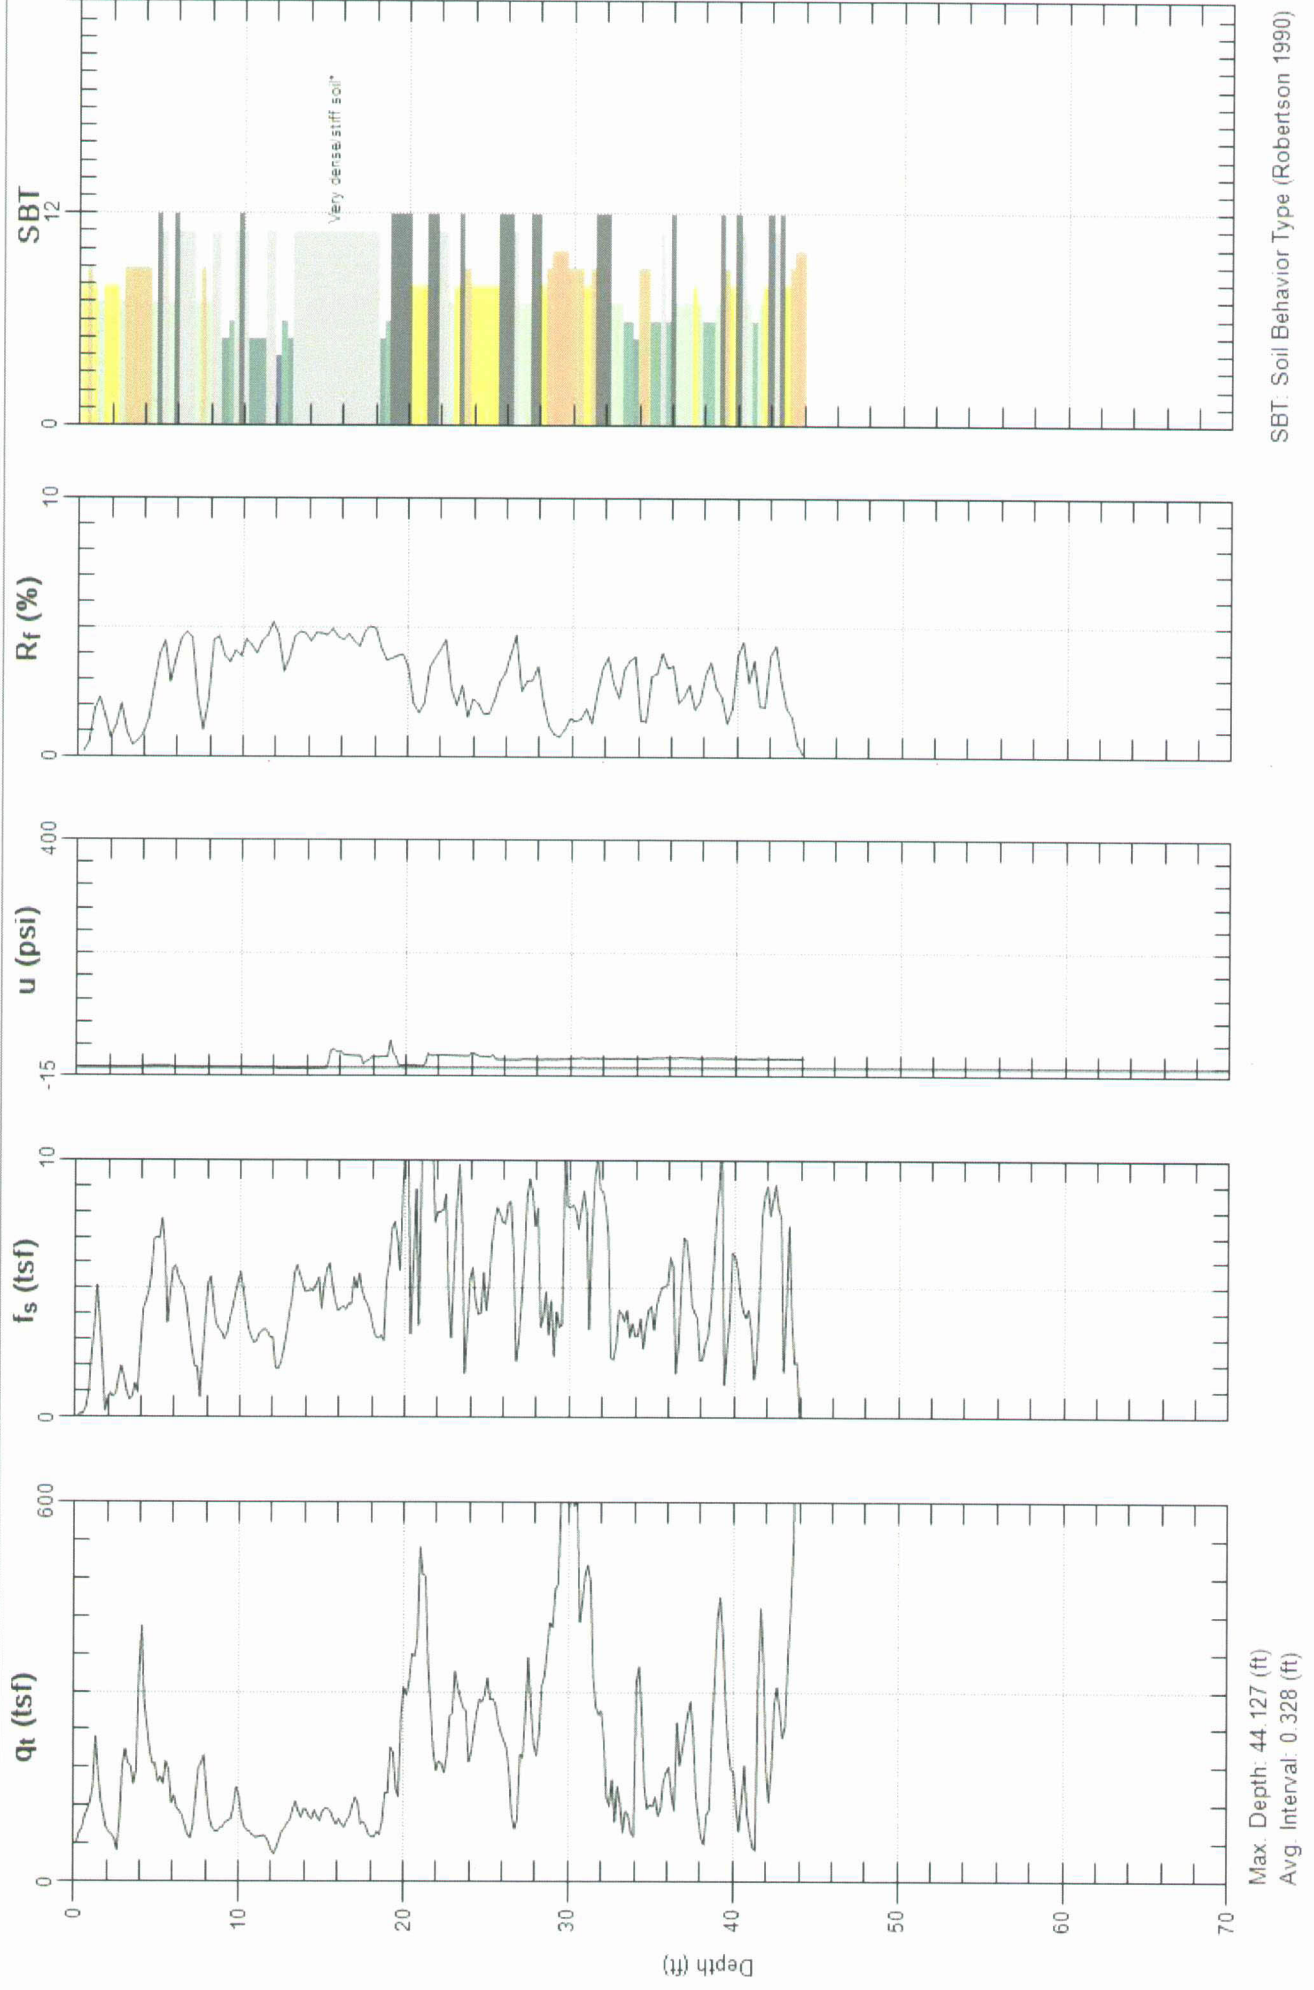 qt (tsf)
0
600
fs (tsf)
0
10
u (psi)
-15
400
Rf (%)
0
10
SBT
0
12
Depth (ft)
0
10
20
30
40
50
60
70
Very dense/stiff soil*
Max. Depth: 44.127 (ft)
Avg. Interval: 0.328 (ft)
SBT: Soil Behavior Type (Robertson 1990)